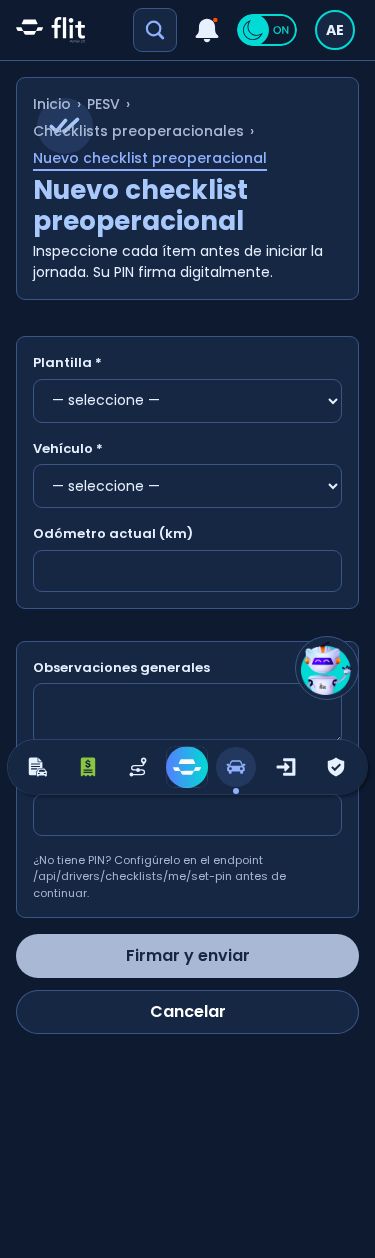 flit
ON
AE
Inicio › PESV ›
Checklists preoperacionales ›
Nuevo checklist preoperacional
Nuevo checklist
preoperacional
Inspeccione cada ítem antes de iniciar la
jornada. Su PIN firma digitalmente.
Plantilla *
— seleccione —
Vehículo *
— seleccione —
Odómetro actual (km)
Observaciones generales
¿No tiene PIN? Configúrelo en el endpoint
/api/drivers/checklists/me/set-pin antes de
continuar.
Firmar y enviar
Cancelar